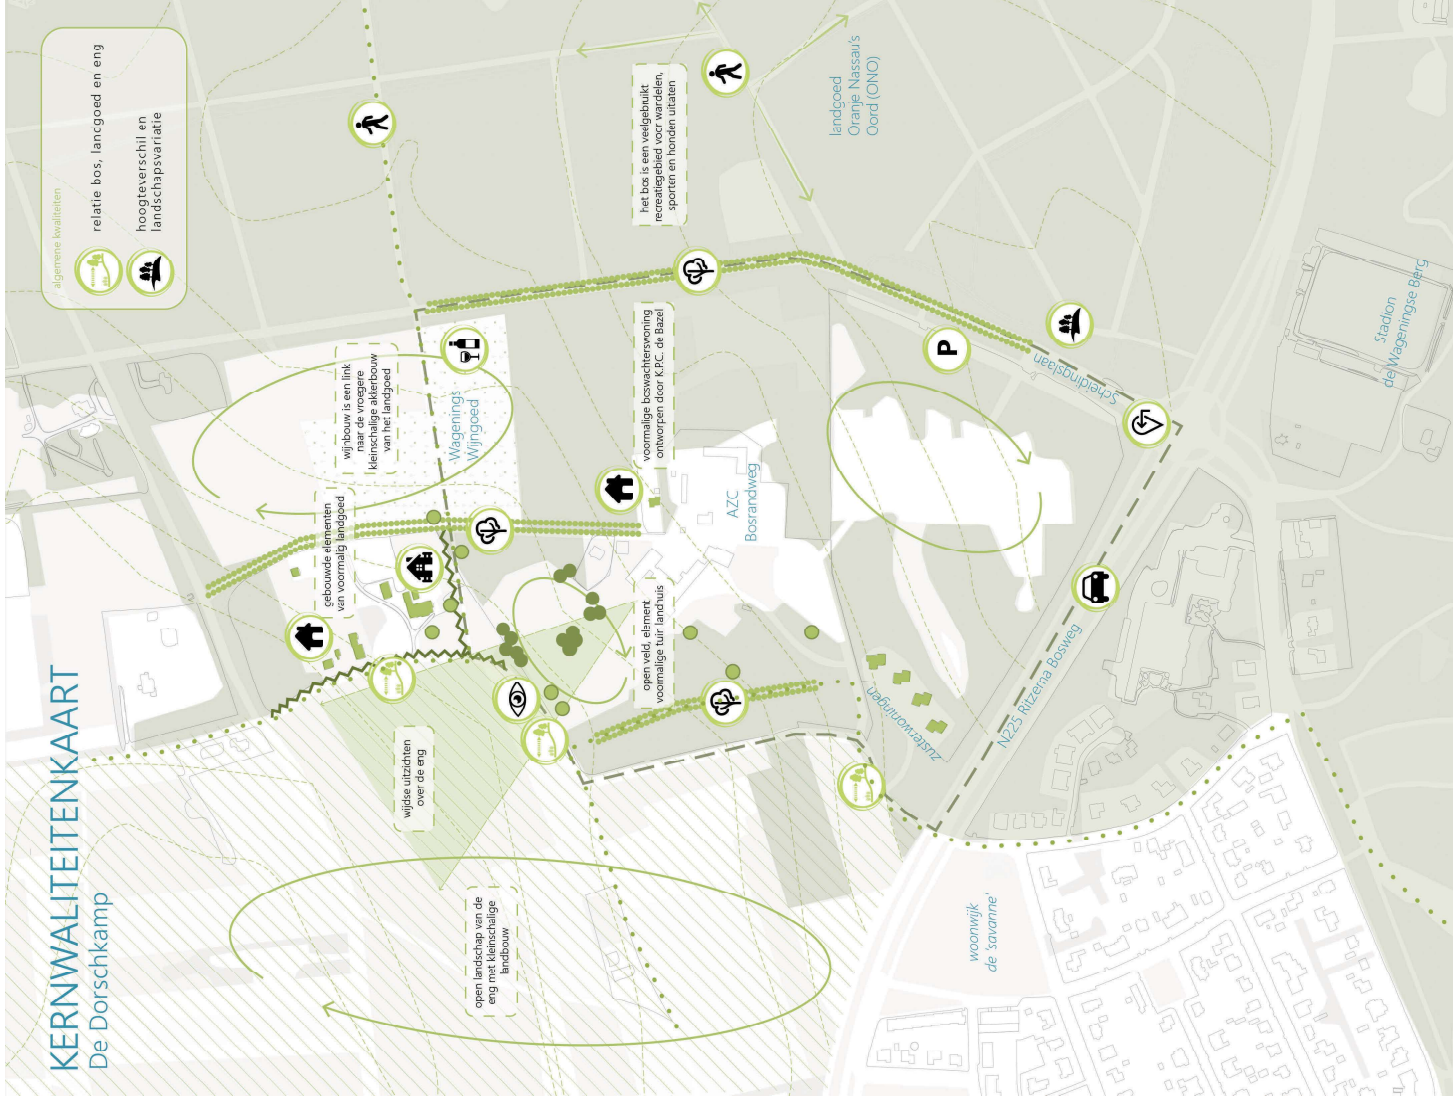 KERNWALITEITENKAART
De Dorschkamp
algemene kwaliteiten
relatie bos, lancgoed en eng
hoogteverschil en
landschapsvariatie
het bos is een veelgebruikt
recreatiegebied voor wardelen,
sporten en honden uitlaten
landgoed
Oranje Nassau's
Oord (ONO)
wijnbouw is een link
naar de vroegere
kleinschalige akkerbouw
van het landgoed
Wagenings
Wijngoed
voormalige boswachterswoning
ontworpen door K.P.C. de Bazel
P
Scheidingslaan
Stadion
de Wageningse Berg
gebouwde elementen
van voormalig landgoed
AZC
Bosrandweg
open veld, element
voormalige tuir landhuis
zusterwoningen
N225 Ritzema Bosweg
wijdse uitzichten
over de eng
open landschap van de
eng met kleinschalige
landbouw
woonwijk
de 'savanne'